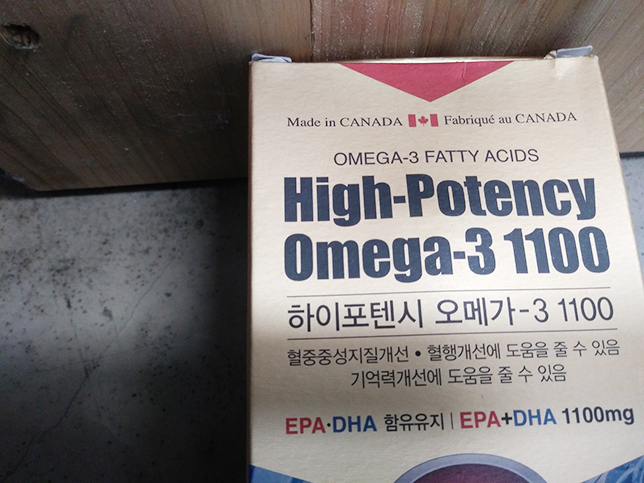 Made in CANADA Fabriqué au CANADA
OMEGA-3 FATTY ACIDS
High-Potency
Omega-3 1100
하이포텐시 오메가-3 1100
혈중중성지질개선 • 혈행개선에 도움을 줄 수 있음
기억력개선에 도움을 줄 수 있음
EPA·DHA 함유유지 | EPA+DHA 1100mg